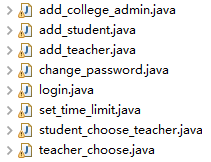 add_college_admin.java
add_student.java
add_teacher.java
change_password.java
login.java
set_time_limit.java
student_choose_teacher.java
teacher_choose.java